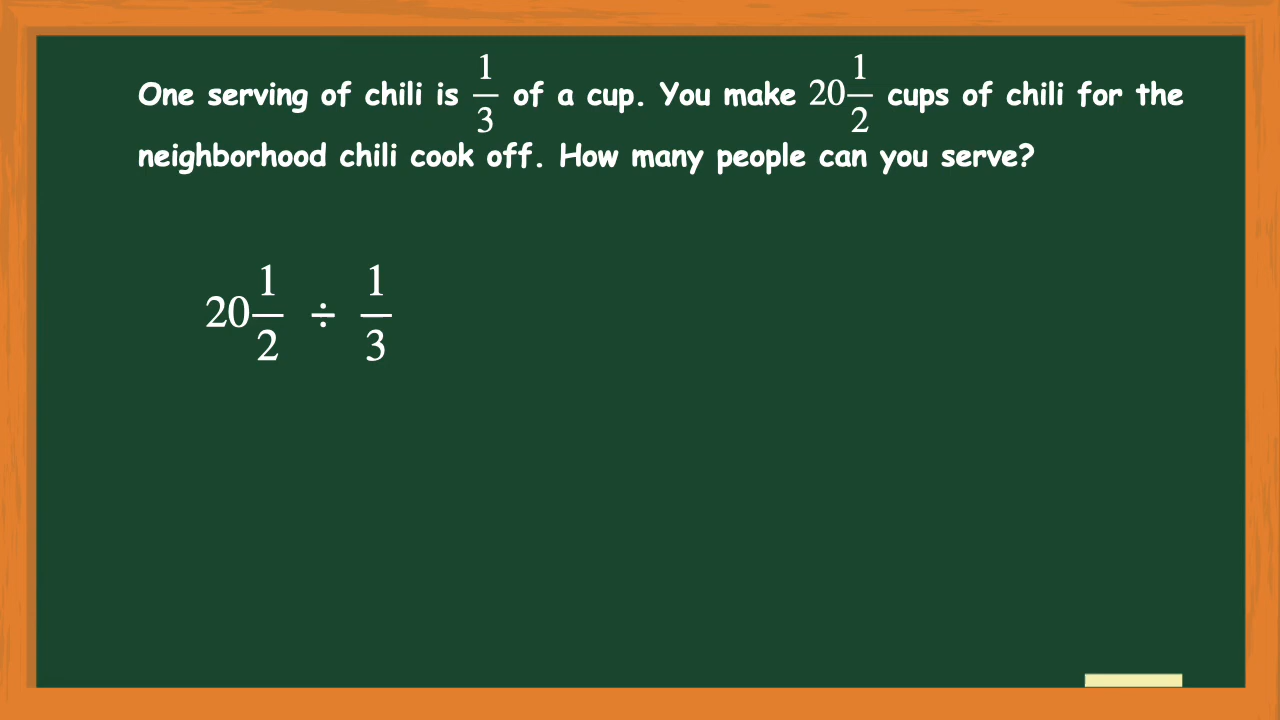 One serving of chili is 1/3 of a cup. You make 20 1/2 cups of chili for the
neighborhood chili cook off. How many people can you serve?
20 1/2 ÷ 1/3